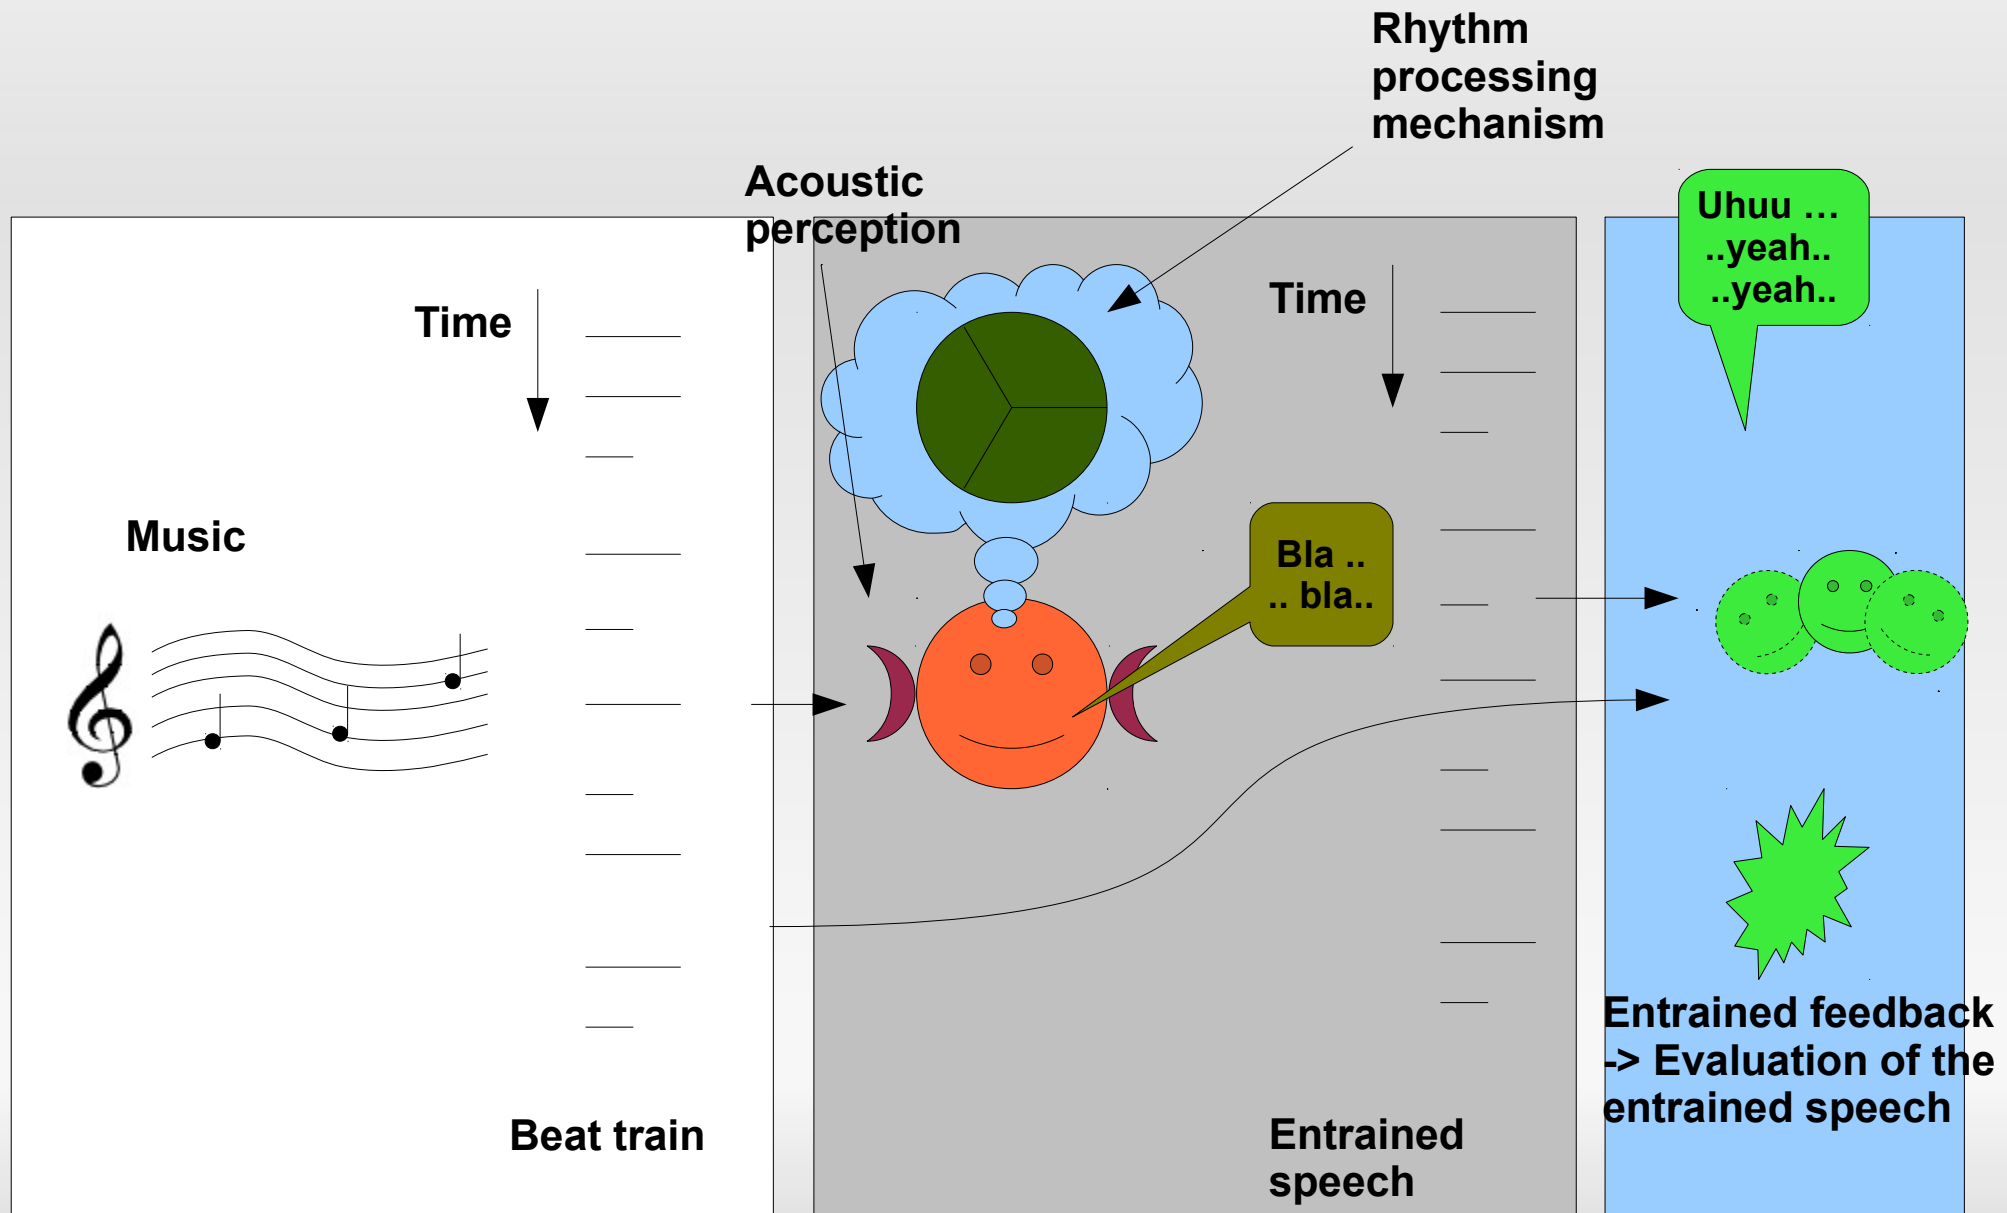 Rhythm
processing
mechanism
Acoustic
perception
Uhuu ...
..yeah..
..yeah..
Time
Time
Music
Bla ..
.. bla..
Entrained feedback
-> Evaluation of the
entrained speech
Beat train
Entrained
speech